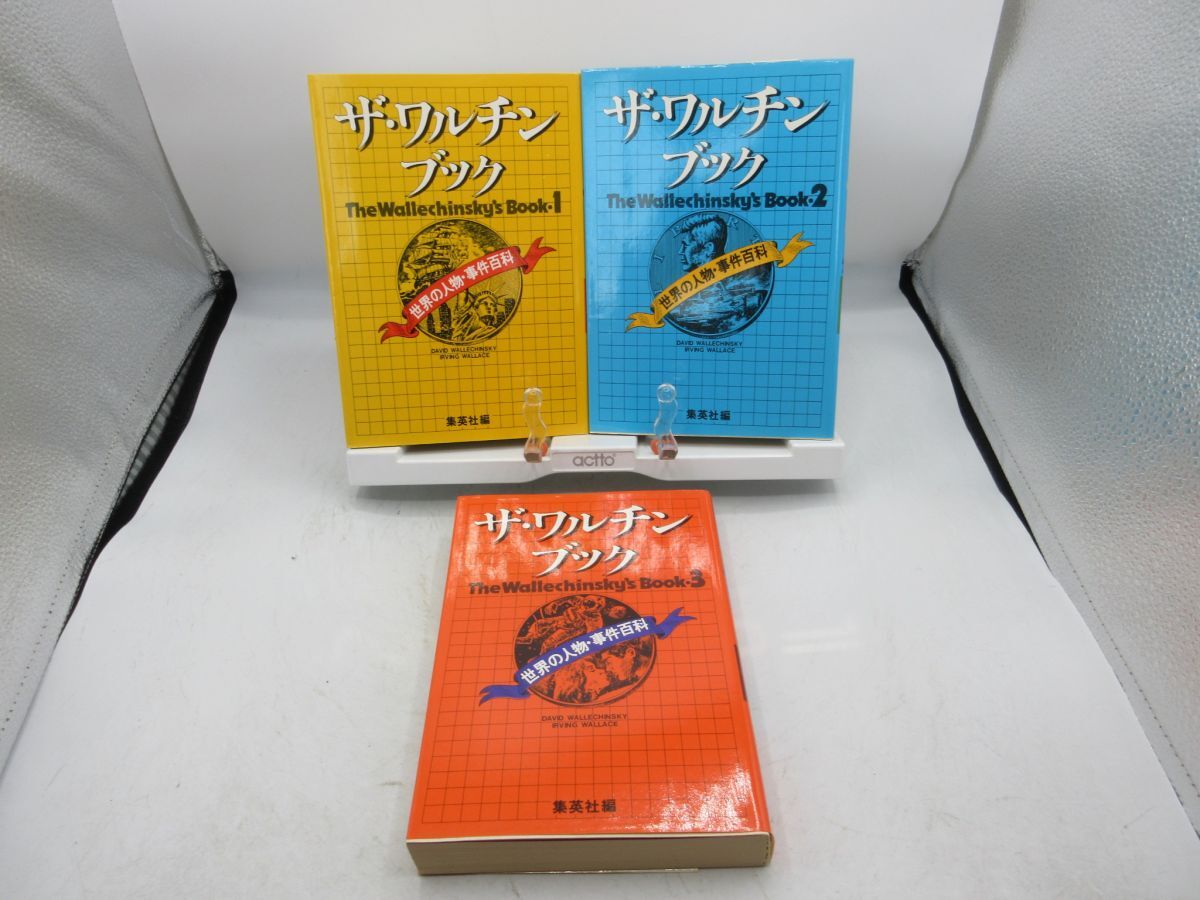 ザ・ワルチン
ブック
The Wallechinsky's Book・1
世界の人物・事件百科
DAVID WALLECHINSKY
IRVING WALLACE
集英社編
ザ・ワルチン
ブック
The Wallechinsky's Book・2
LIBER
世界の人物・事件百科
DAVID WALLECHINSKY
IRVING WALLACE
集英社編
actto
ザ・ワルチン
ブック
The Wallechinsky's Book・3
世界の人物・事件百科
DAVID WALLECHINSKY
IRVING WALLACE
集英社編